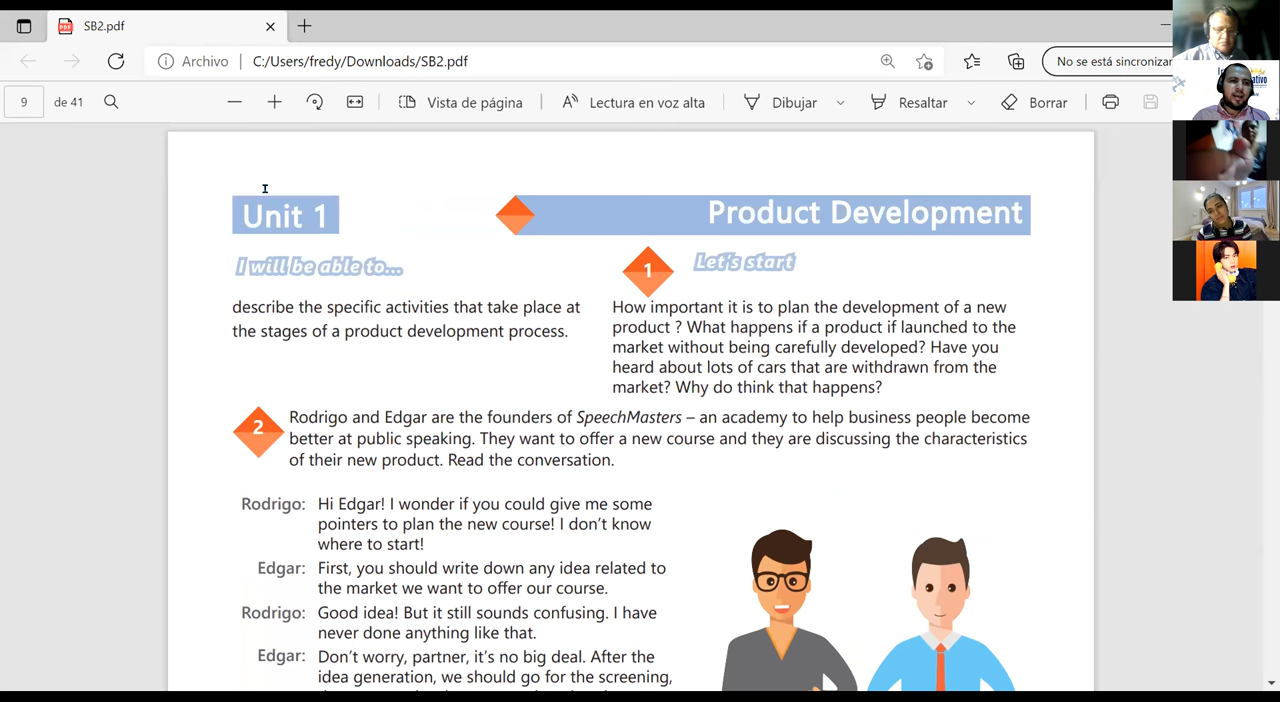 SB2.pdf
Archivo
C:/Users/fredy/Downloads/SB2.pdf
No se está sincronizar
9
de 41
Vista de página
Lectura en voz alta
Dibujar
Resaltar
Borrar
Unit 1
Product Development
I will be able to...
describe the specific activities that take place at
the stages of a product development process.
1
Let's start
How important it is to plan the development of a new
product ? What happens if a product if launched to the
market without being carefully developed? Have you
heard about lots of cars that are withdrawn from the
market? Why do think that happens?
2
Rodrigo and Edgar are the founders of SpeechMasters – an academy to help business people become
better at public speaking. They want to offer a new course and they are discussing the characteristics
of their new product. Read the conversation.
Rodrigo: Hi Edgar! I wonder if you could give me some
pointers to plan the new course! I don't know
where to start!
Edgar: First, you should write down any idea related to
the market we want to offer our course.
Rodrigo: Good idea! But it still sounds confusing. I have
never done anything like that.
Edgar: Don't worry, partner, it's no big deal. After the
idea generation, we should go for the screening,